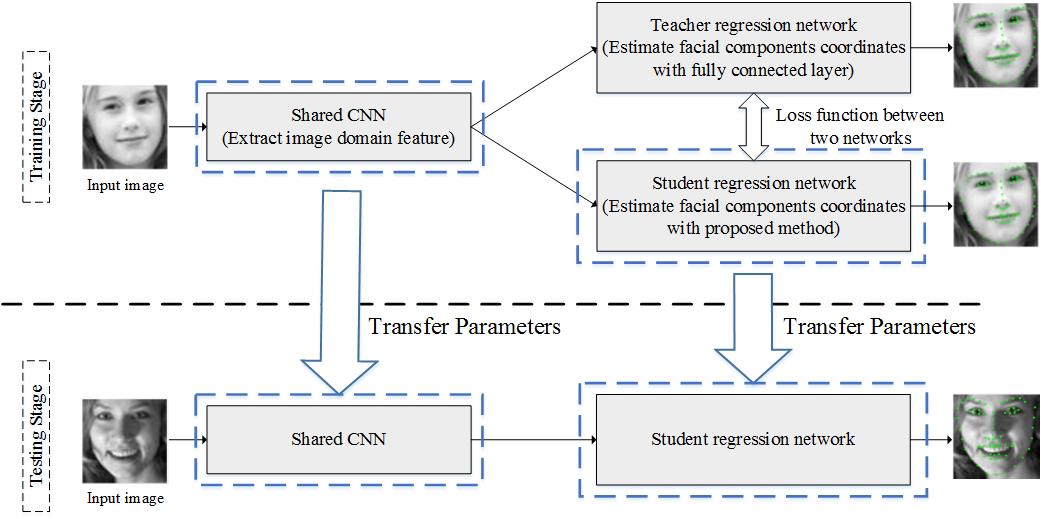 Training Stage
Input image
Shared CNN
(Extract image domain feature)
Teacher regression network
(Estimate facial components coordinates
with fully connected layer)
Loss function between
two networks
Student regression network
(Estimate facial components coordinates
with proposed method)
Transfer Parameters
Transfer Parameters
Testing Stage
Input image
Shared CNN
Student regression network